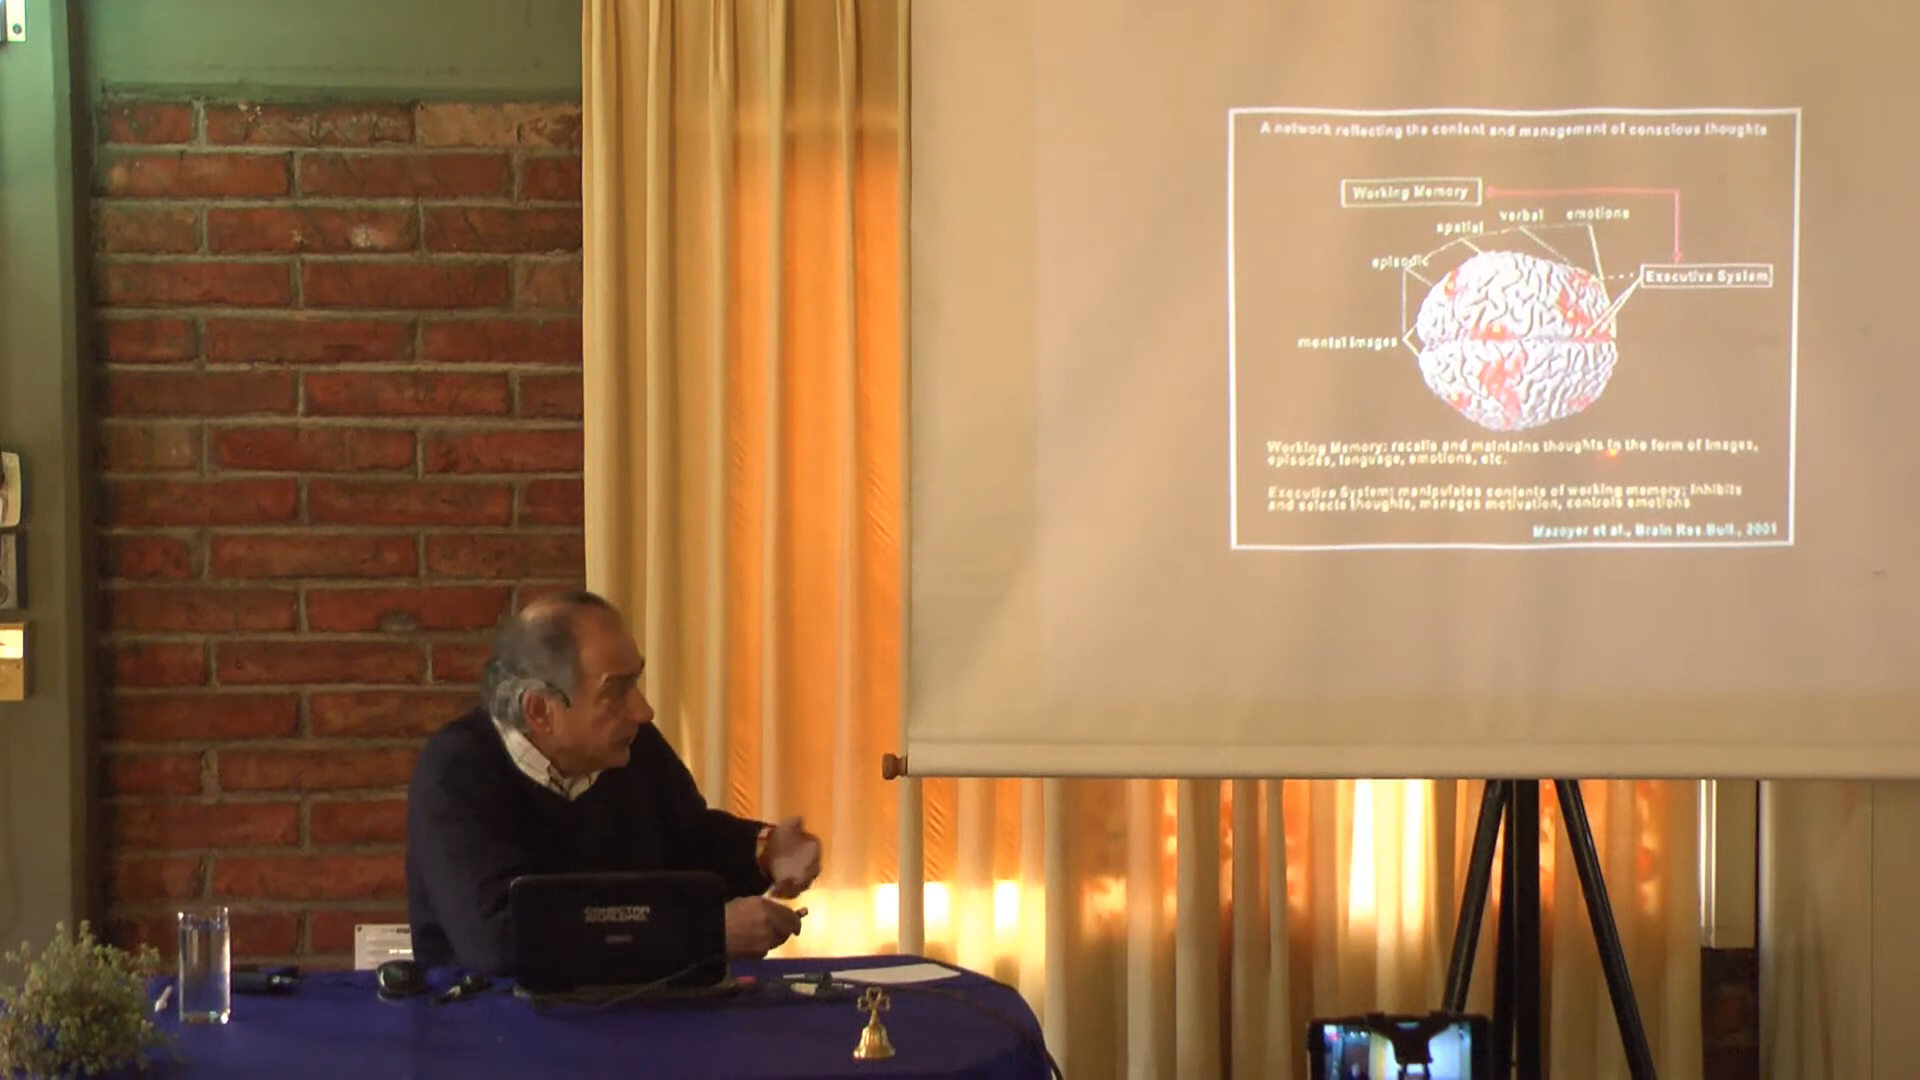 A network reflecting the content and management of conscious thoughts
Working Memory
spatial verbal emotions
episodic
Executive System
mental images
Working Memory: recalls and maintains thoughts in the form of images,
episodes, language, emotions, etc.
Executive System: manipulates contents of working memory; inhibits
and selects thoughts, manages motivation, controls emotions
Mazoyer et al., Brain Res.Bull., 2001
CONECTAR
IGUALDAD